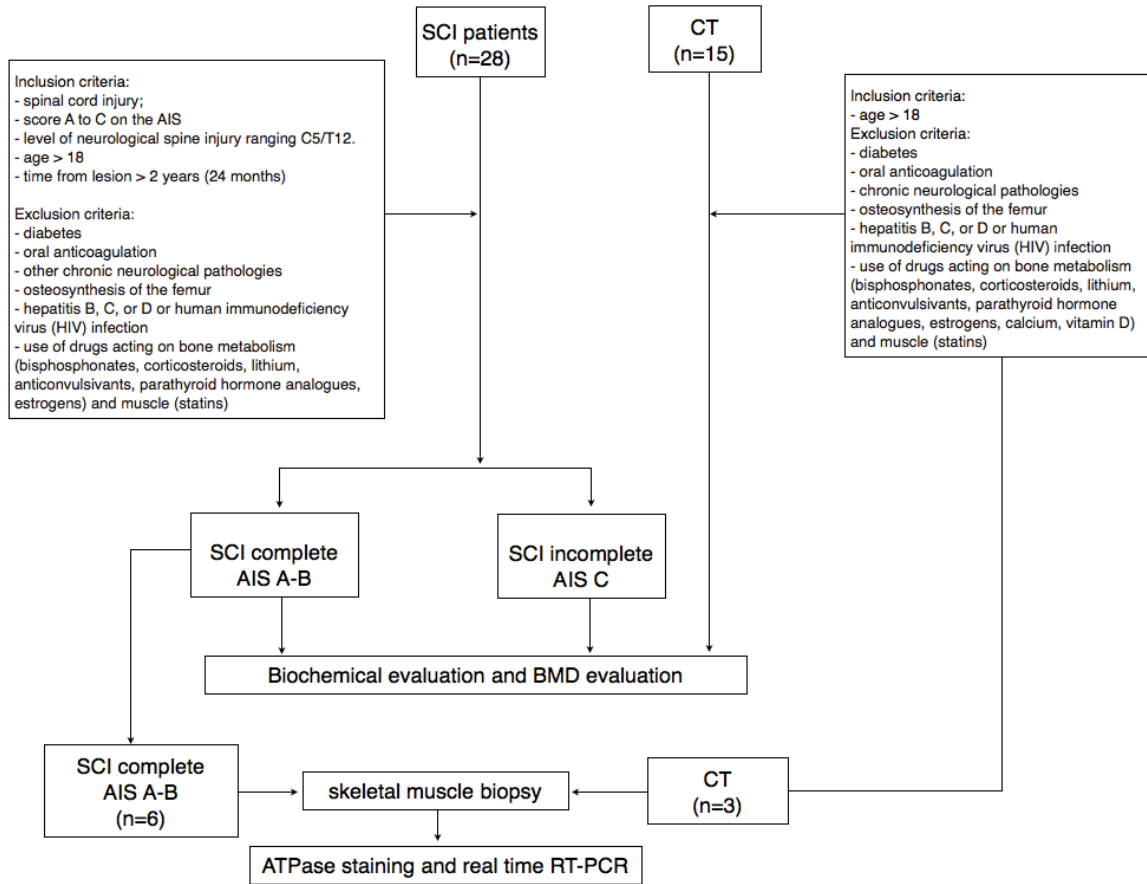 SCI patients
(n=28)
CT
(n=15)
Inclusion criteria:
- spinal cord injury;
- score A to C on the AIS
- level of neurological spine injury ranging C5/T12.
- age > 18
- time from lesion > 2 years (24 months)
Exclusion criteria:
- diabetes
- oral anticoagulation
- other chronic neurological pathologies
- osteosynthesis of the femur
- hepatitis B, C, or D or human immunodeficiency
virus (HIV) infection
- use of drugs acting on bone metabolism
(bisphosphonates, corticosteroids, lithium,
anticonvulsivants, parathyroid hormone analogues,
estrogens) and muscle (statins)
Inclusion criteria:
- age > 18
Exclusion criteria:
- diabetes
- oral anticoagulation
- chronic neurological pathologies
- osteosynthesis of the femur
- hepatitis B, C, or D or human
immunodeficiency virus (HIV) infection
- use of drugs acting on bone metabolism
(bisphosphonates, corticosteroids, lithium,
anticonvulsivants, parathyroid hormone
analogues, estrogens, calcium, vitamin D)
and muscle (statins)
SCI complete
AIS A-B
SCI incomplete
AIS C
Biochemical evaluation and BMD evaluation
SCI complete
AIS A-B
(n=6)
skeletal muscle biopsy
CT
(n=3)
ATPase staining and real time RT-PCR